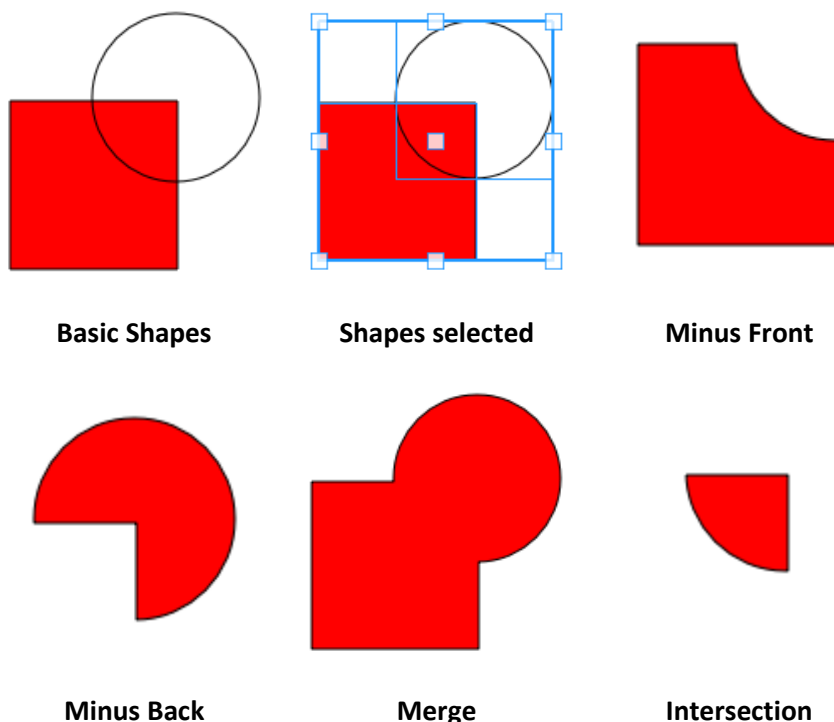 Basic Shapes
Shapes selected
Minus Front
Minus Back
Merge
Intersection